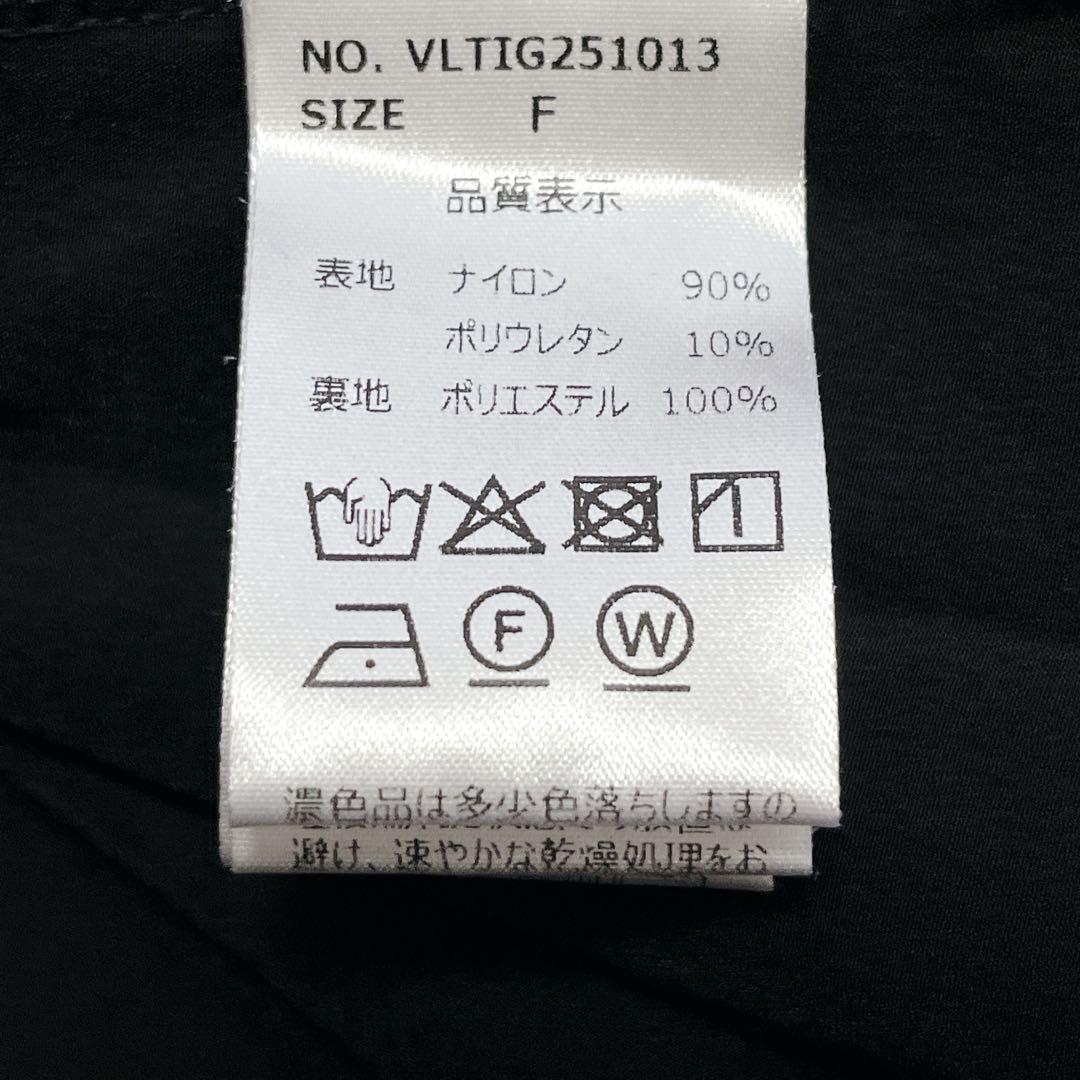 NO. VLTIG251013
SIZE F
品質表示
表地 ナイロン 90%
ポリウレタン 10%
裏地 ポリエステル 100%
F W
濃色品は多少色落ちしますの
避け、速やかな乾燥処理をお